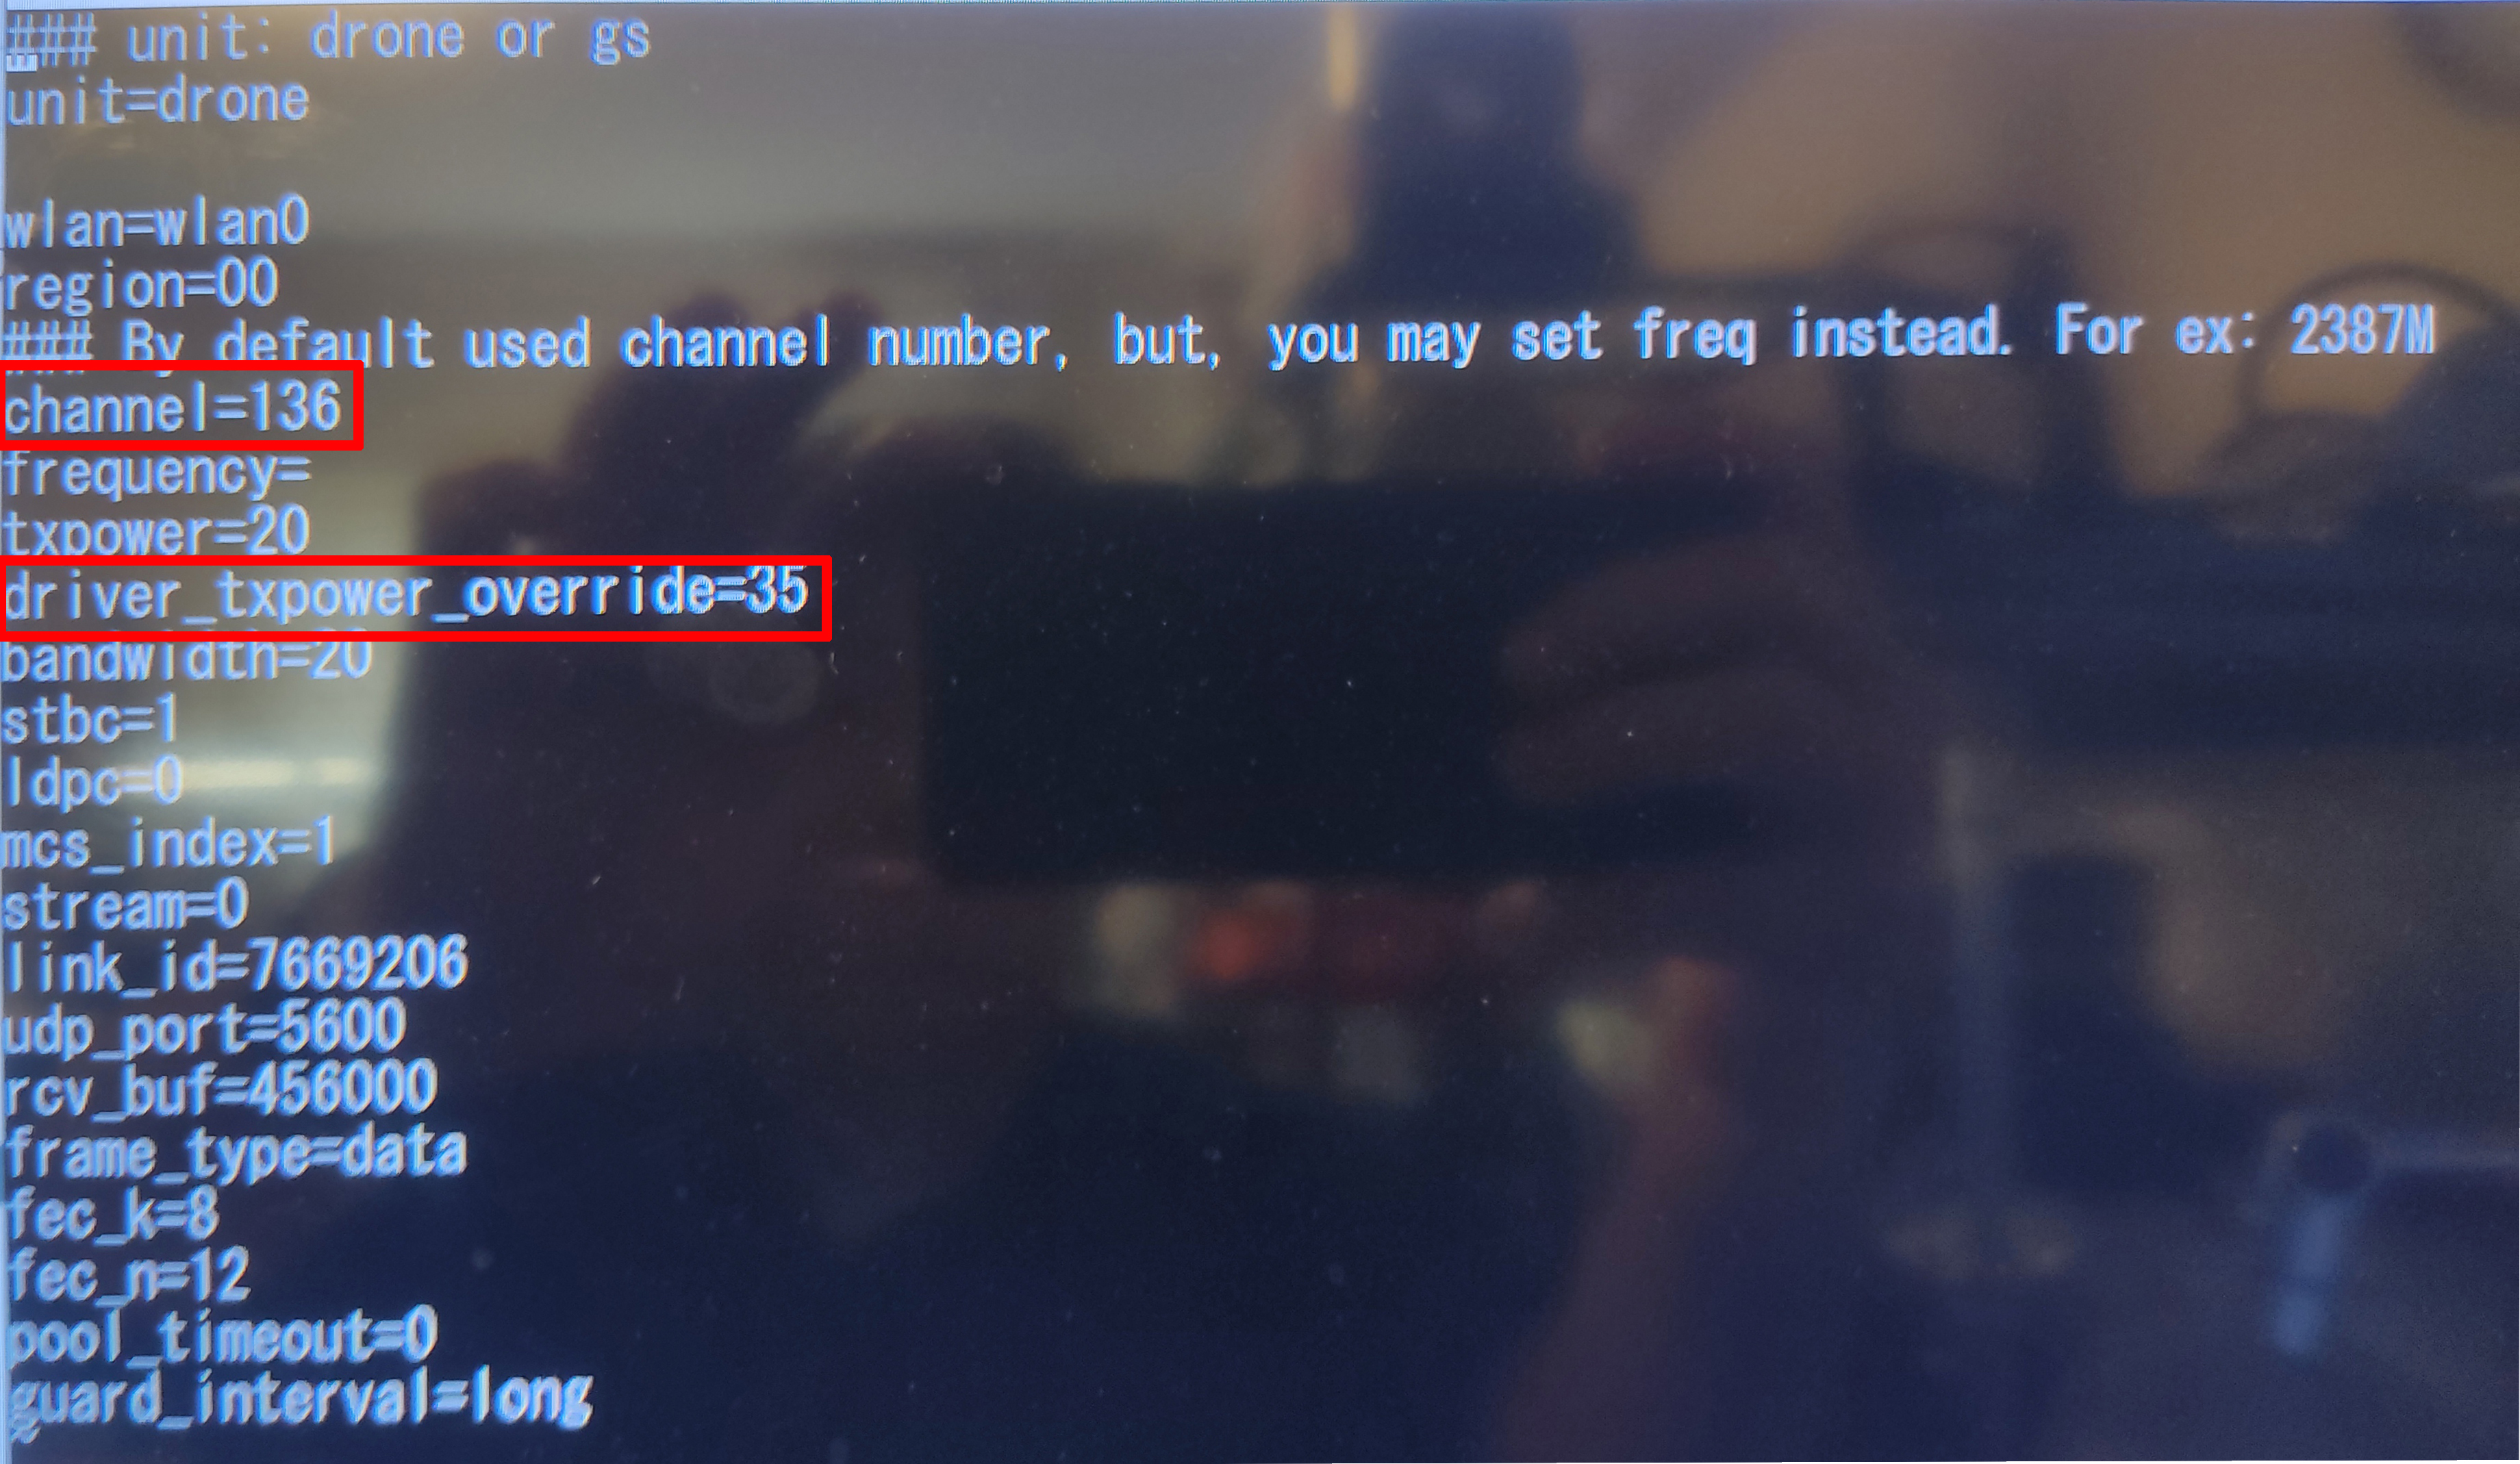 ### unit: drone or gs
unit=drone
wlan=wlan0
region=00
### By default used channel number, but, you may set freq instead. For ex: 2387M
channel=136
frequency=
txpower=20
driver_txpower_override=35
bandwidth=20
stbc=1
ldpc=0
mcs_index=1
stream=0
link_id=7669206
udp_port=5600
rcv_buf=456000
frame_type=data
fec_k=8
fec_n=12
pool_timeout=0
guard_interval=long
~